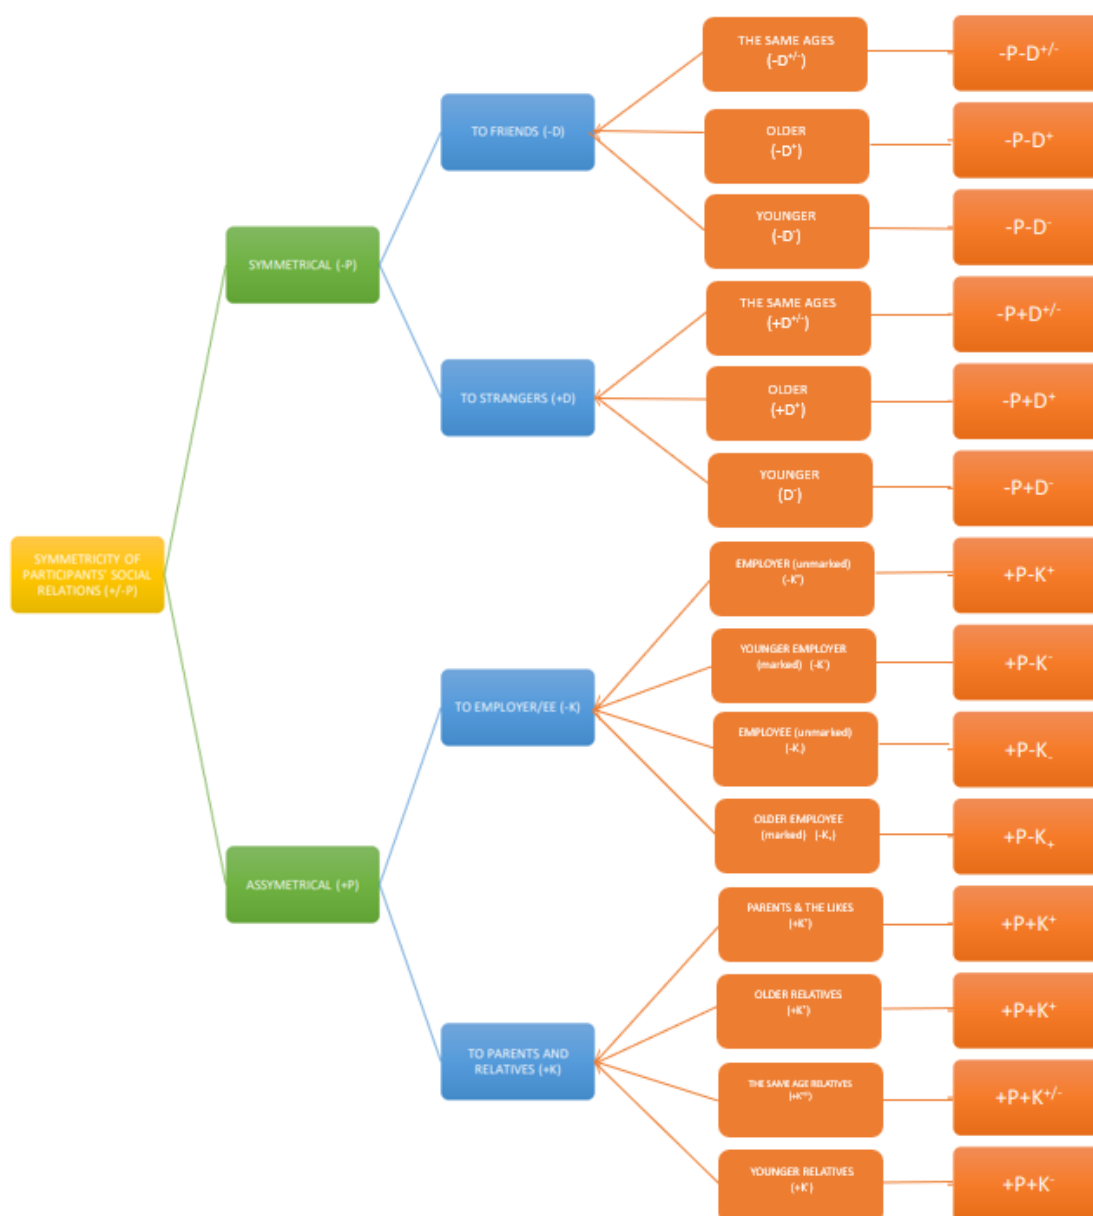 THE SAME AGES
(-D⁺/⁻)
-P-D⁺/⁻
TO FRIENDS (-D)
OLDER
(-D⁺)
-P-D⁺
YOUNGER
(-D⁻)
-P-D⁻
SYMMETRICAL (-P)
THE SAME AGES
(+D⁺/⁻)
-P+D⁺/⁻
TO STRANGERS (+D)
OLDER
(+D⁺)
-P+D⁺
YOUNGER
(D⁻)
-P+D⁻
SYMMETRICITY OF
PARTICIPANTS' SOCIAL
RELATIONS (+/-P)
EMPLOYER (unmarked)
(-K⁺)
+P-K⁺
YOUNGER EMPLOYER
(marked) (-K⁻)
+P-K⁻
TO EMPLOYER/EE (-K)
EMPLOYEE (unmarked)
(-K₋)
+P-K₋
OLDER EMPLOYEE
(marked) (-K₊)
+P-K₊
ASSYMETRICAL (+P)
PARENTS & THE LIKES
(+K⁺)
+P+K⁺
OLDER RELATIVES
(+K⁺)
+P+K⁺
TO PARENTS AND
RELATIVES (+K)
THE SAME AGE RELATIVES
(+K⁺/⁻)
+P+K⁺/⁻
YOUNGER RELATIVES
(+K⁻)
+P+K⁻